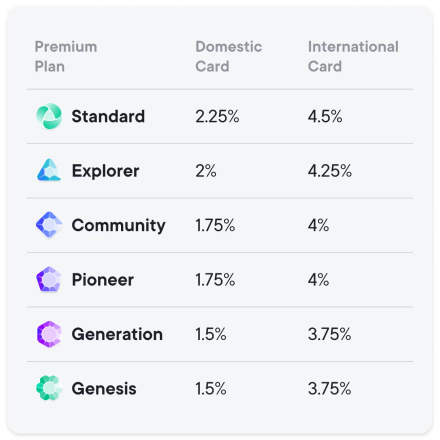 Premium Plan Domestic Card International Card
Standard 2.25% 4.5%
Explorer 2% 4.25%
Community 1.75% 4%
Pioneer 1.75% 4%
Generation 1.5% 3.75%
Genesis 1.5% 3.75%